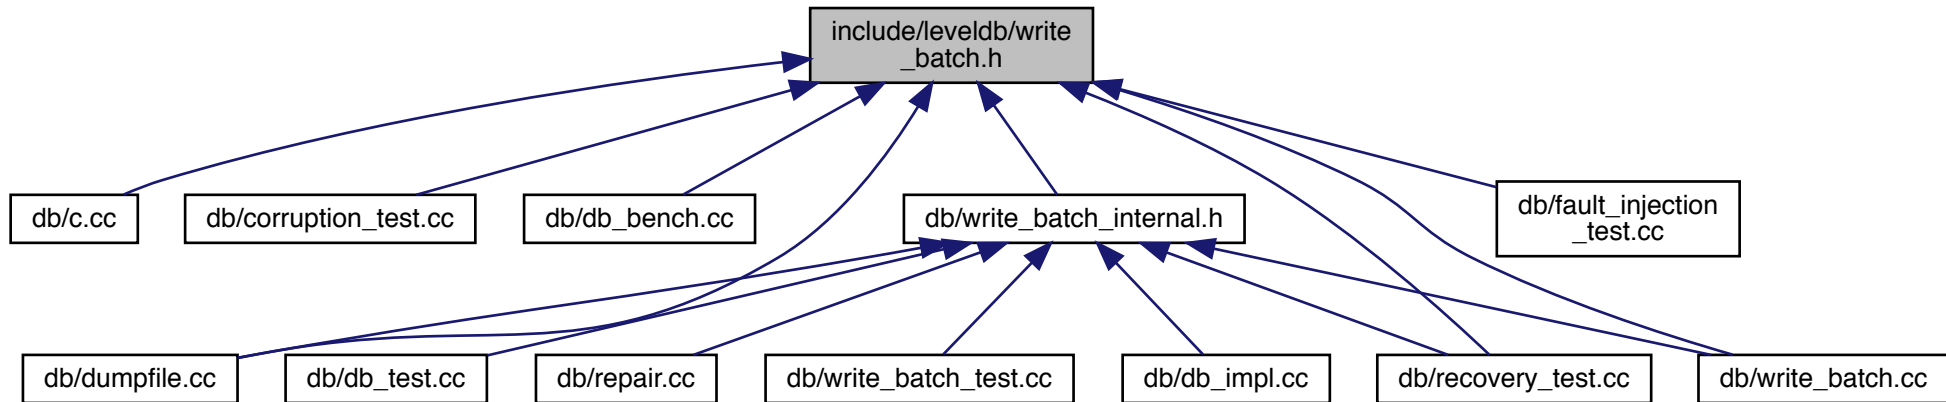 include/leveldb/write
_batch.h
db/c.cc
db/corruption_test.cc
db/db_bench.cc
db/write_batch_internal.h
db/fault_injection
_test.cc
db/dumpfile.cc
db/db_test.cc
db/repair.cc
db/write_batch_test.cc
db/db_impl.cc
db/recovery_test.cc
db/write_batch.cc